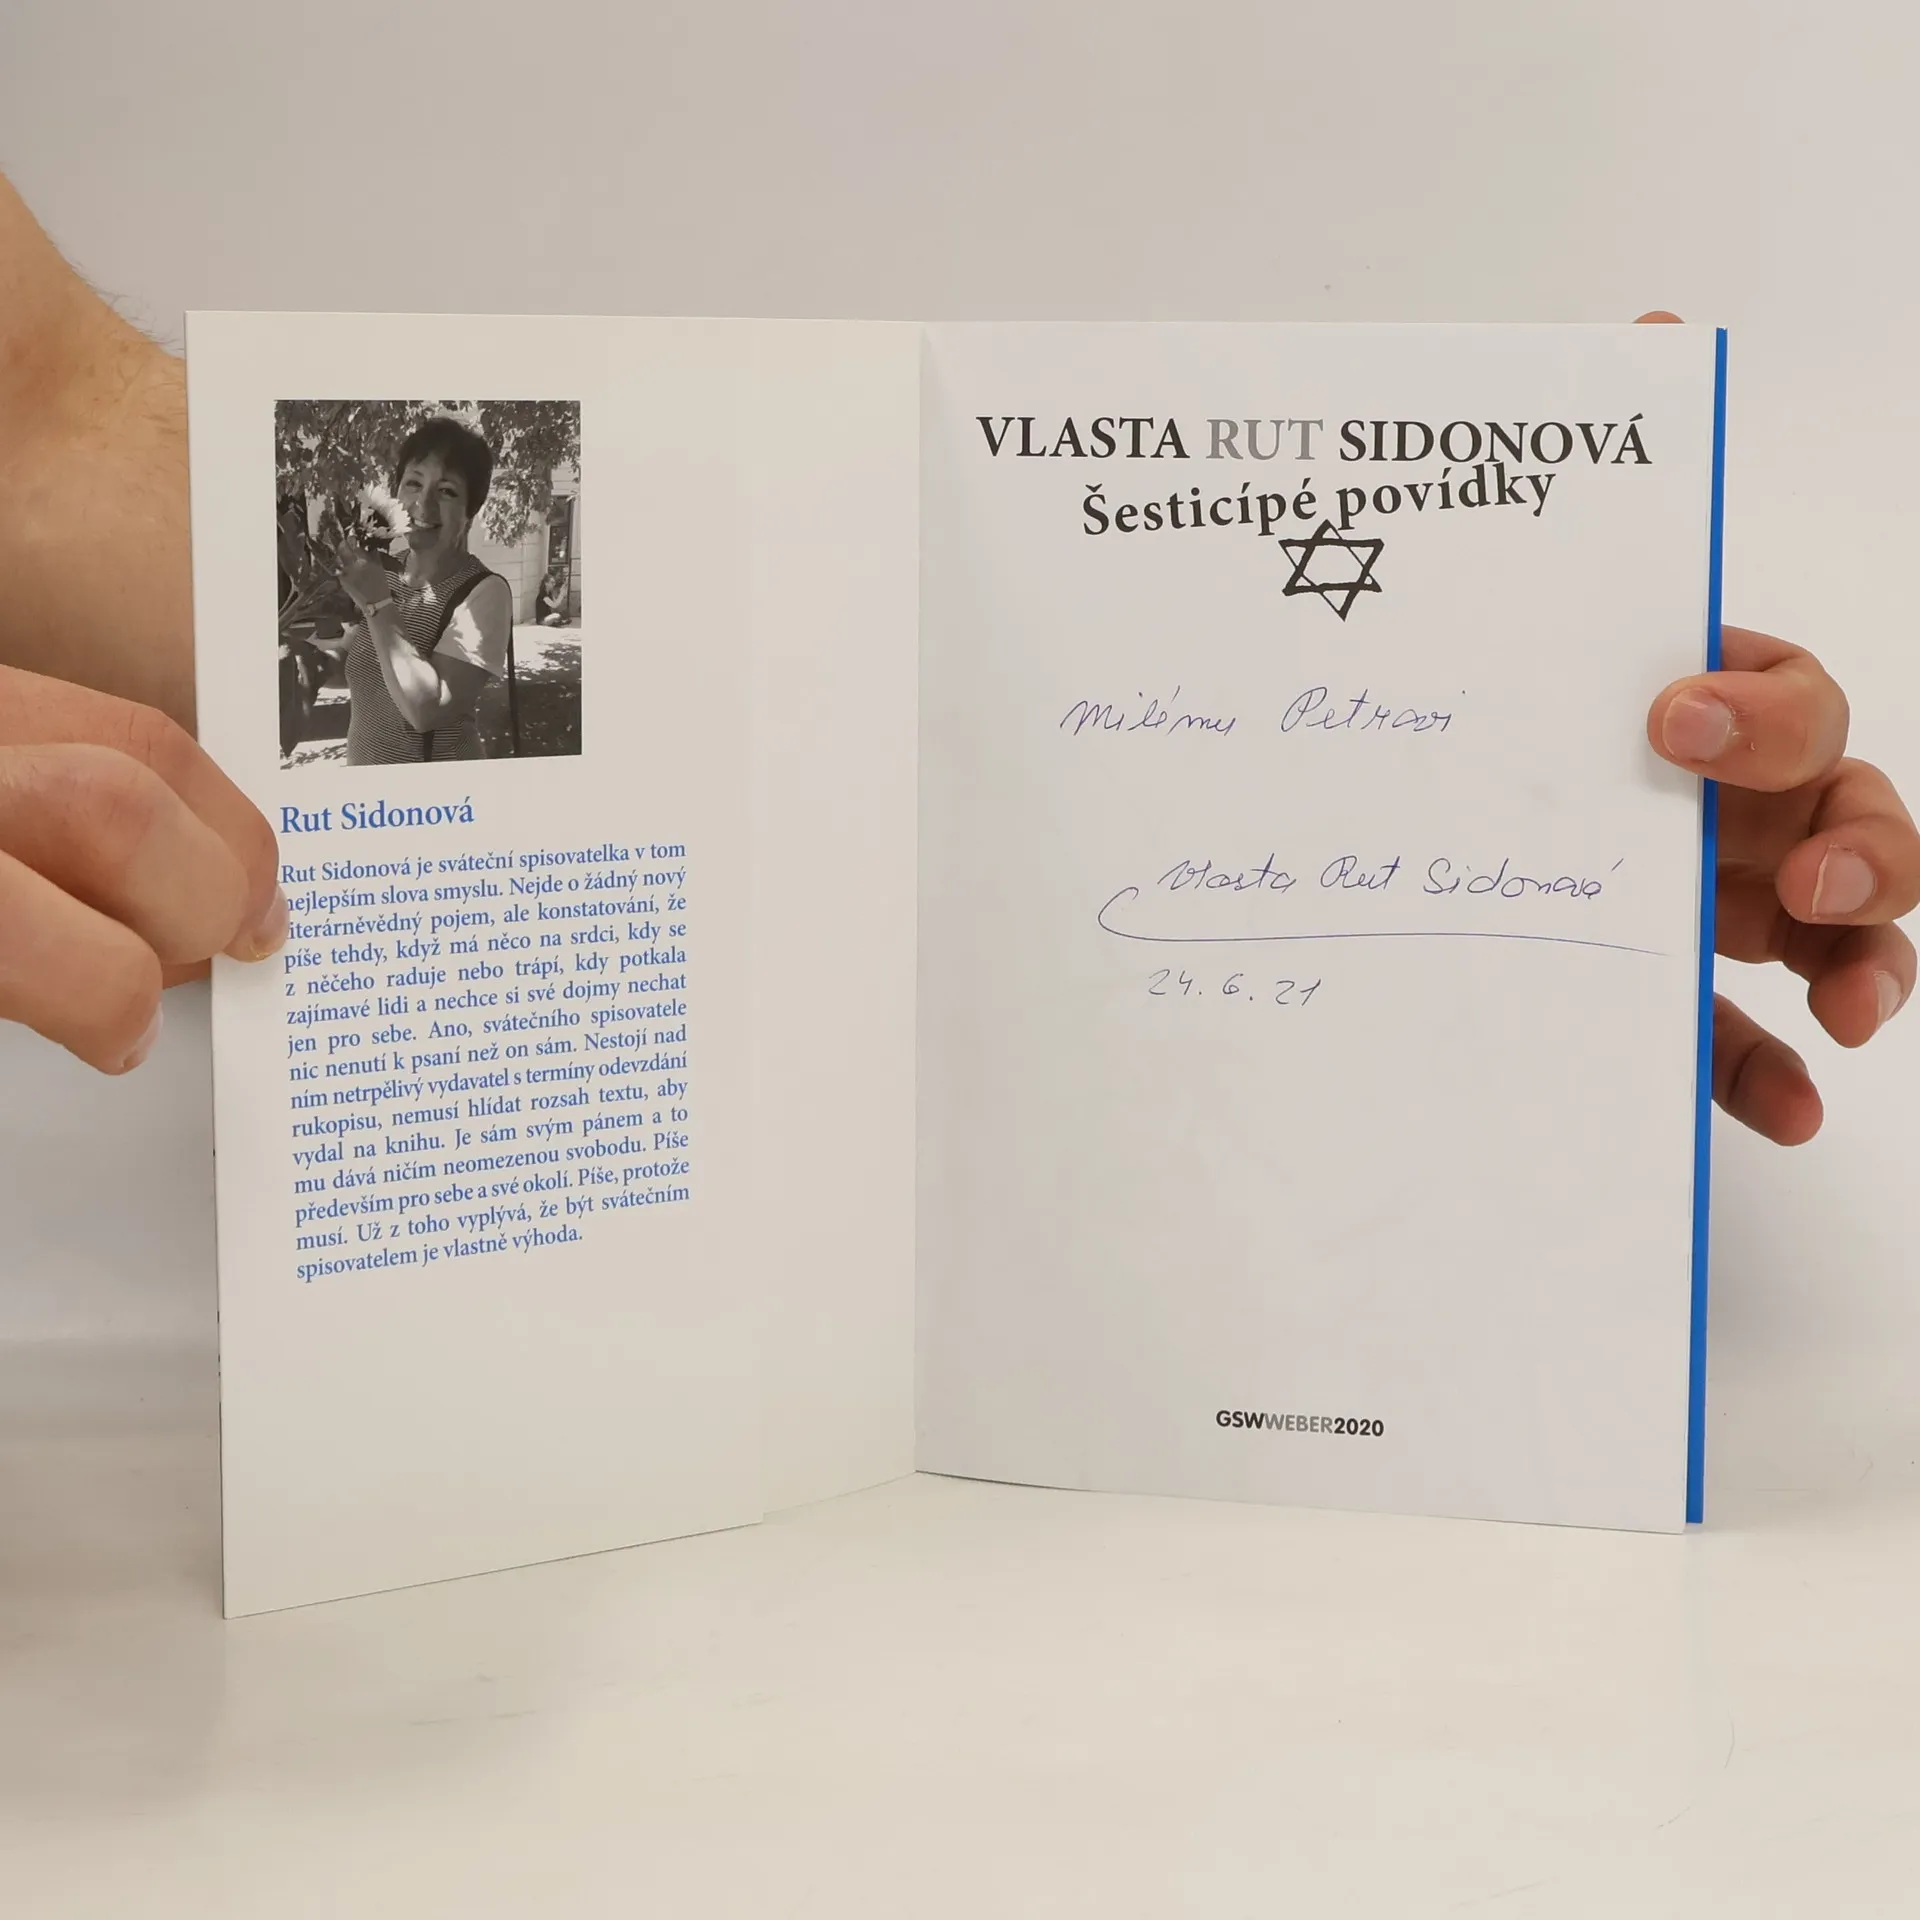 Rut Sidonová
Rut Sidonová je sváteční spisovatelka v tom
nejlepším slova smyslu. Nejde o žádný nový
literárněvědný pojem, ale konstatování, že
píše tehdy, když má něco na srdci, kdy se
z něčeho raduje nebo trápí, kdy potkala
zajímavé lidi a nechce si své dojmy nechat
jen pro sebe. Ano, svátečního spisovatele
nic nenutí k psaní než on sám. Nestojí nad
ním netrpělivý vydavatel s termíny odevzdání
rukopisu, nemusí hlídat rozsah textu, aby
vydal na knihu. Je sám svým pánem a to
mu dává ničím neomezenou svobodu. Píše
především pro sebe a své okolí. Píše, protože
musí. Už z toho vyplývá, že být svátečním
spisovatelem je vlastně výhoda.
VLASTA RUT SIDONOVÁ
Šesticípé povídky
Milému Petrovi
Vlasta Rut Sidonová
24. 6. 21
GSWWEBER2020